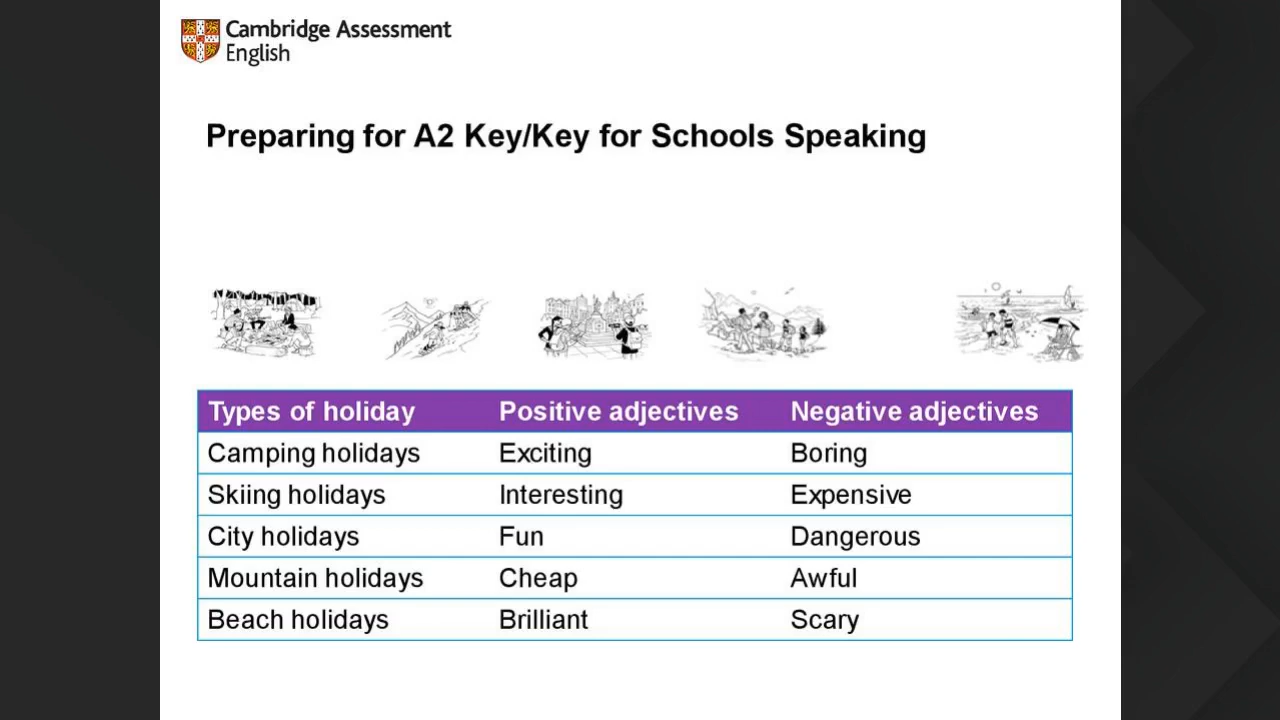 Cambridge Assessment
English
Preparing for A2 Key/Key for Schools Speaking
Types of holiday Positive adjectives Negative adjectives
Camping holidays Exciting Boring
Skiing holidays Interesting Expensive
City holidays Fun Dangerous
Mountain holidays Cheap Awful
Beach holidays Brilliant Scary